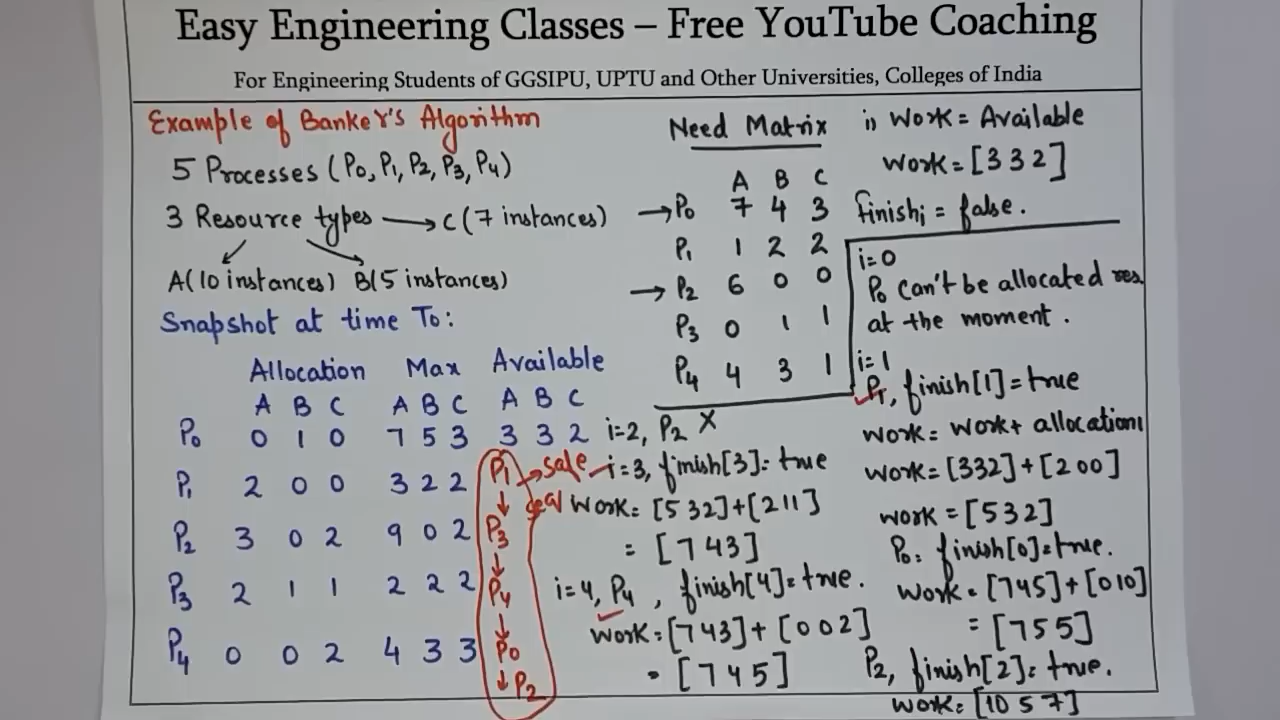 Easy Engineering Classes – Free YouTube Coaching
For Engineering Students of GGSIPU, UPTU and Other Universities, Colleges of India
Example of Banker's Algorithm
5 Processes (P0, P1, P2, P3, P4)
3 Resource types → C (7 instances)
A(10 instances) B(5 instances)
Snapshot at time To:
Allocation Max Available
A B C A B C A B C
P0 0 1 0 7 5 3 3 3 2
P1 2 0 0 3 2 2
P2 3 0 2 9 0 2
P3 2 1 1 2 2 2
P4 0 0 2 4 3 3
P1 → safe
↓
P3
↓
P4
↓
P0
↓ P2
Need Matrix
A B C
→ P0 7 4 3
P1 1 2 2
→ P2 6 0 0
P3 0 1 1
P4 4 3 1
i=2, P2 X
i=3, finish[3]= true
Work= [5 3 2]+[2 1 1]
= [7 4 3]
i=4, P4, finish[4]=true.
Work=[7 4 3]+[0 0 2]
= [7 4 5]
i) Work = Available
Work = [3 3 2]
finishi = false.
i=0
P0 can't be allocated res
at the moment.
i=1
P1, finish[1]=true
Work= Work+ allocation
Work=[3 3 2]+[2 0 0]
Work = [5 3 2]
P0: finish[0]=true.
Work= [7 4 5]+[0 1 0]
= [7 5 5]
P2, finish[2]= true.
Work= [10 5 7]